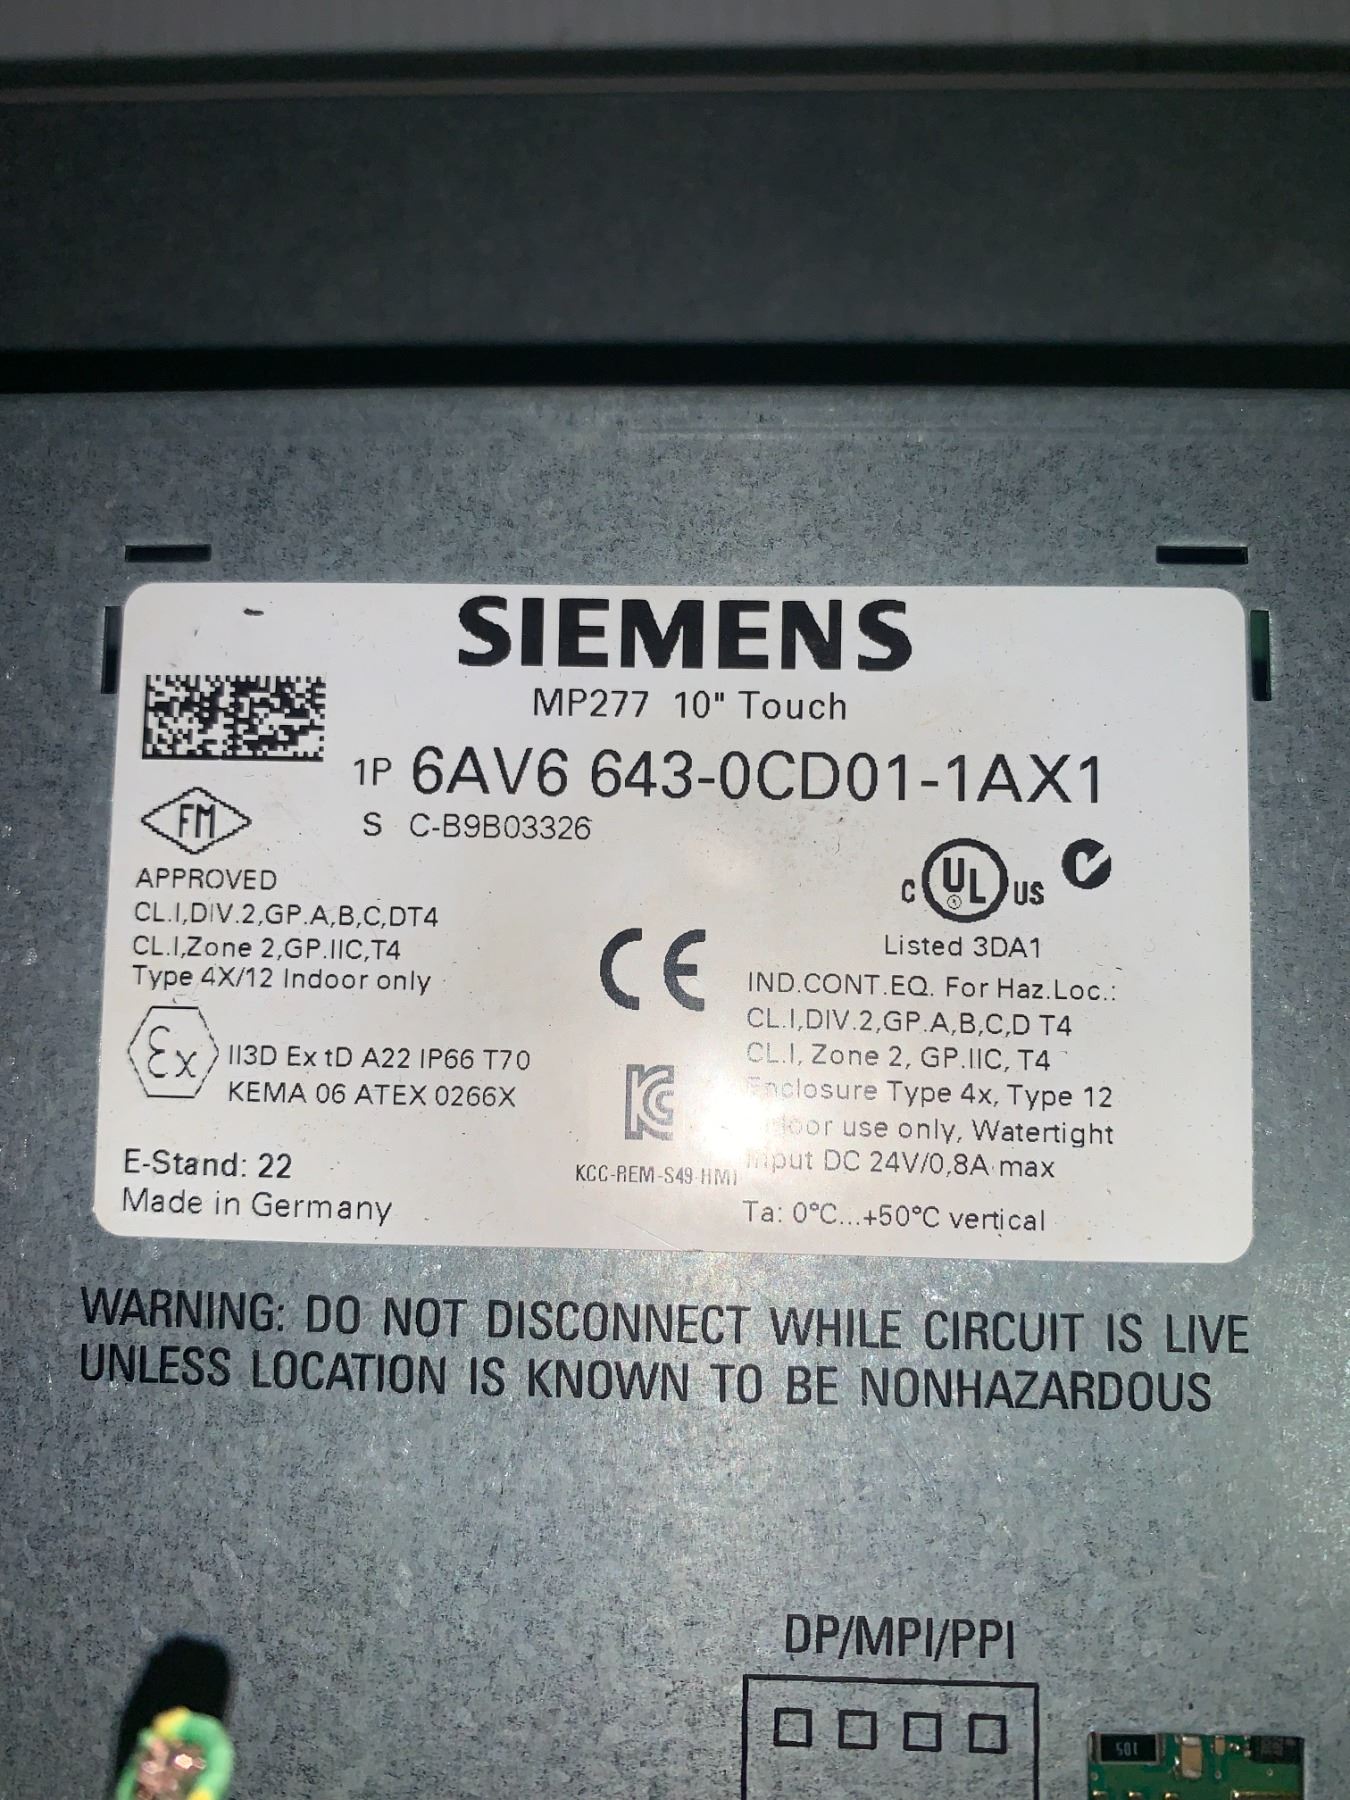 SIEMENS
MP277 10" Touch
1P 6AV6 643-0CD01-1AX1
S C-B9B03326
FM
APPROVED
CL.I,DIV.2,GP.A,B,C,DT4
CL.I,Zone 2,GP.IIC,T4
Type 4X/12 Indoor only
Ex II3D Ex tD A22 IP66 T70
KEMA 06 ATEX 0266X
E-Stand: 22
Made in Germany
CE
KCC-REM-S49-HMI
C UL US
Listed 3DA1
IND.CONT.EQ. For Haz.Loc.:
CL.I,DIV.2,GP.A,B,C,D T4
CL.I, Zone 2, GP.IIC, T4
Enclosure Type 4x, Type 12
use only, Watertight
Input DC 24V/0,8A max
Ta: 0°C...+50°C vertical
WARNING: DO NOT DISCONNECT WHILE CIRCUIT IS LIVE
UNLESS LOCATION IS KNOWN TO BE NONHAZARDOUS
DP/MPI/PPI
105